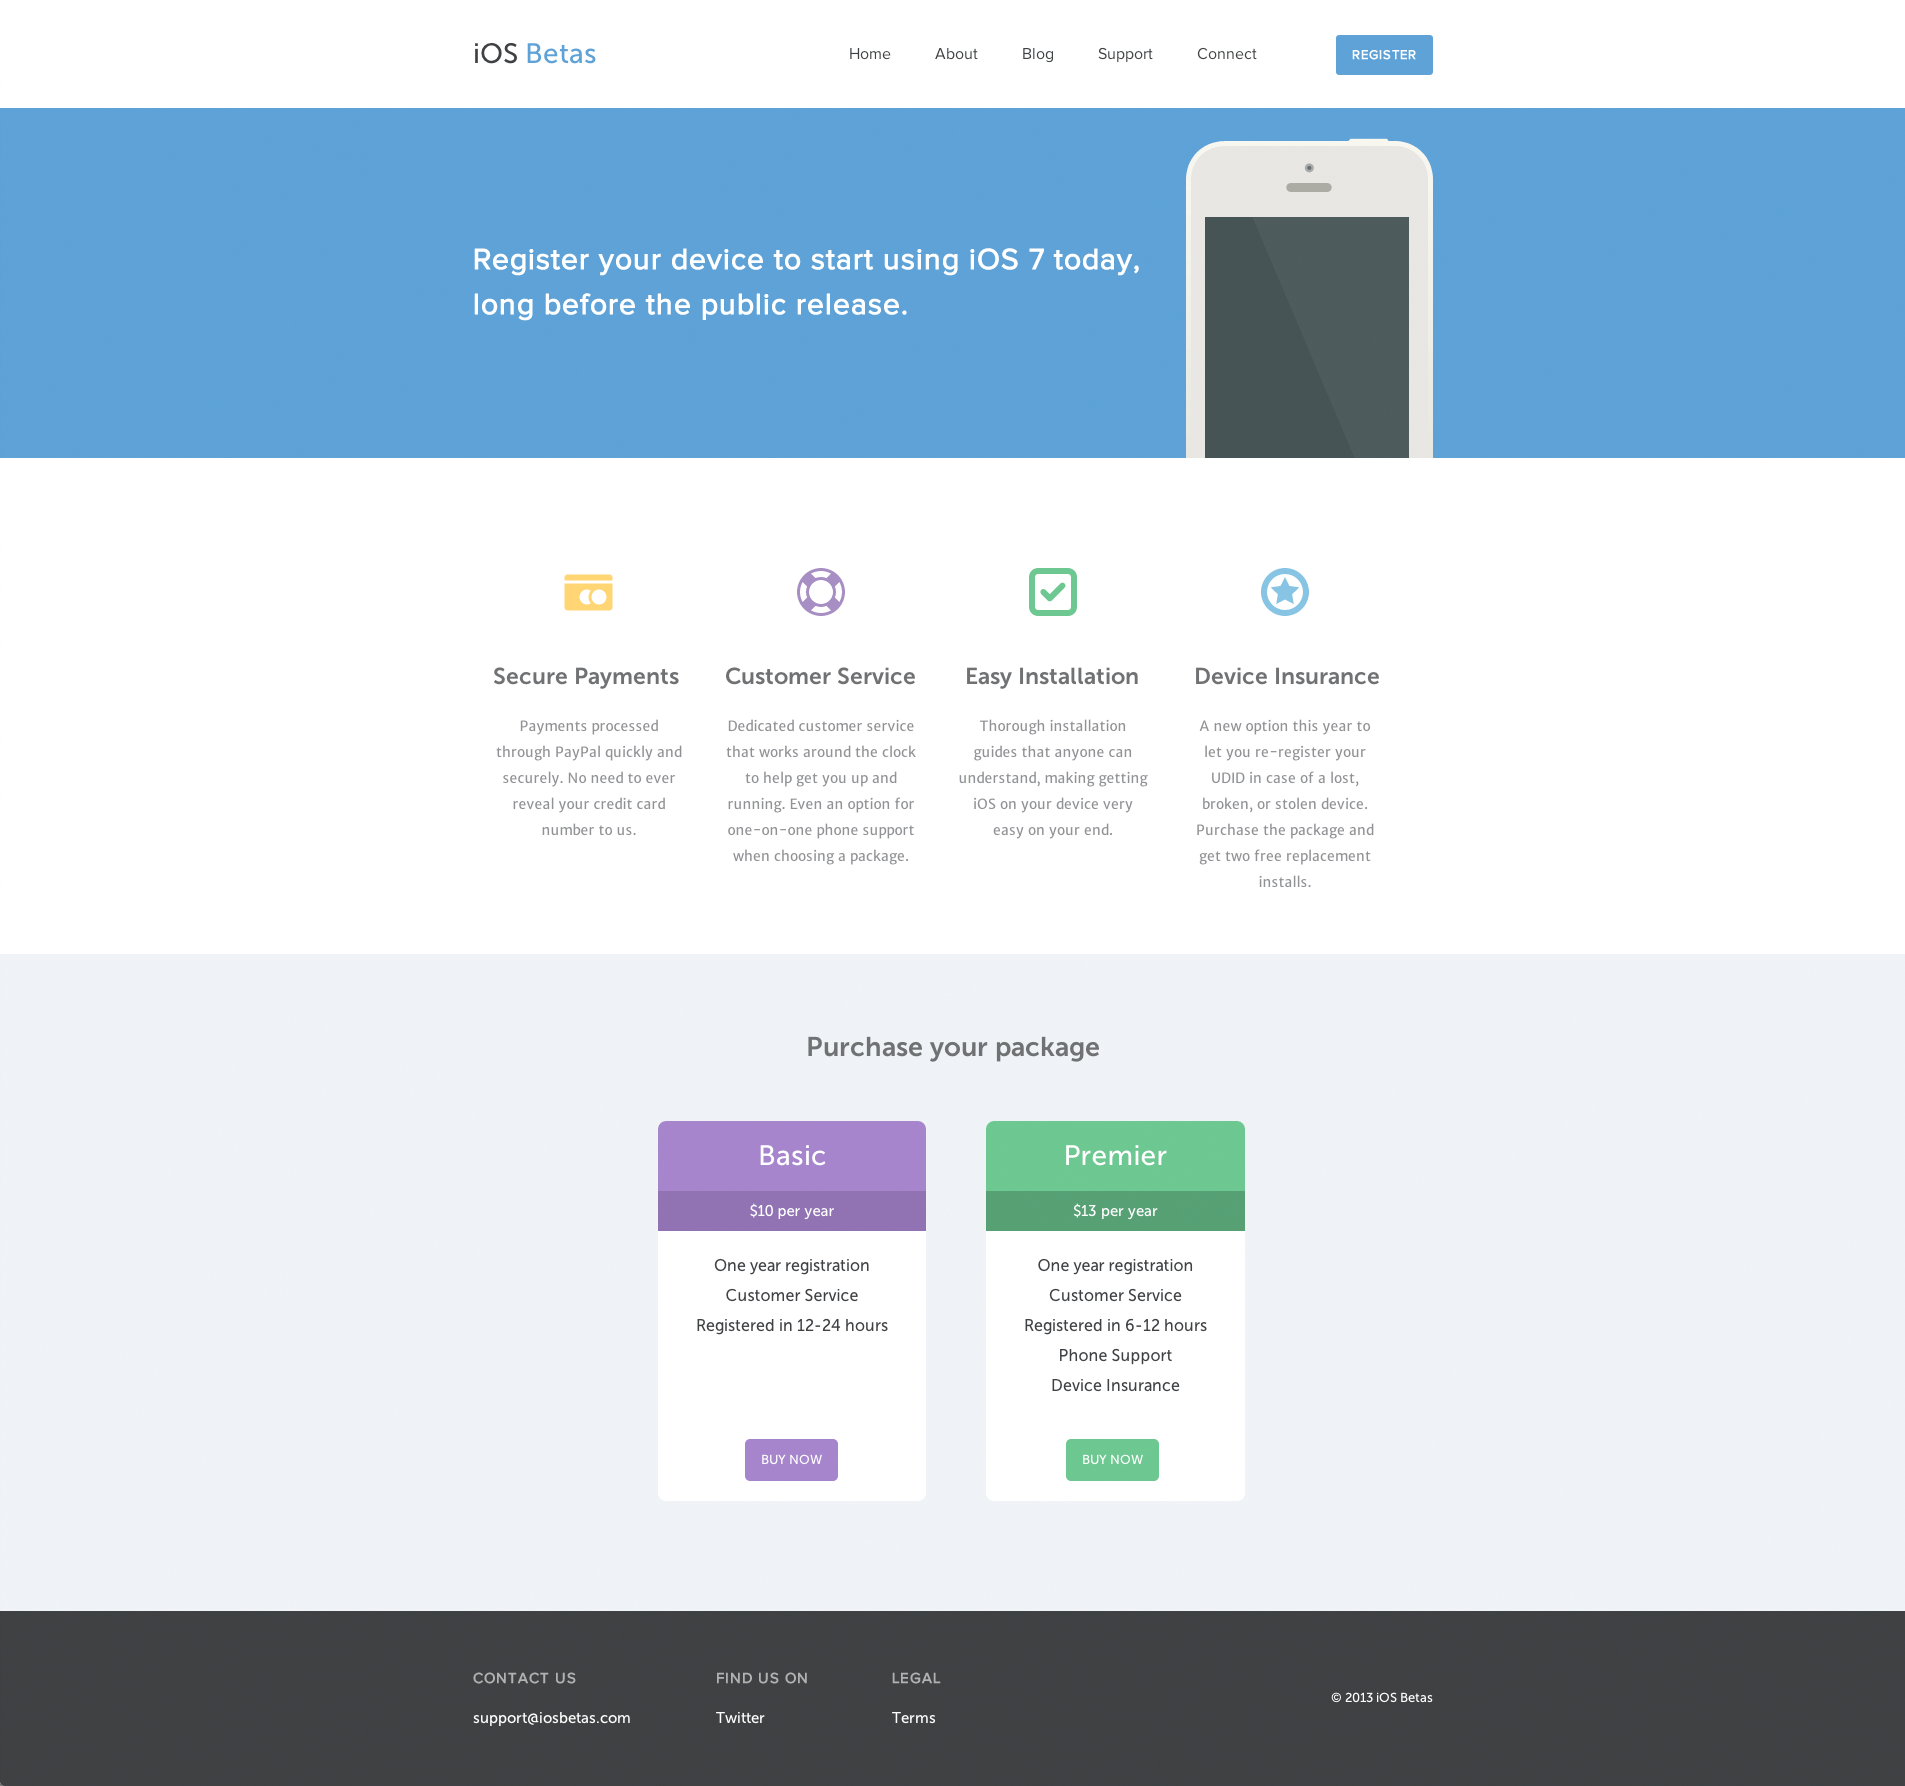 iOS Betas
Home
About
Blog
Support
Connect
REGISTER
Register your device to start using iOS 7 today,
long before the public release.
Secure Payments
Payments processed
through PayPal quickly and
securely. No need to ever
reveal your credit card
number to us.
Customer Service
Dedicated customer service
that works around the clock
to help get you up and
running. Even an option for
one-on-one phone support
when choosing a package.
Easy Installation
Thorough installation
guides that anyone can
understand, making getting
iOS on your device very
easy on your end.
Device Insurance
A new option this year to
let you re-register your
UDID in case of a lost,
broken, or stolen device.
Purchase the package and
get two free replacement
installs.
Purchase your package
Basic
$10 per year
One year registration
Customer Service
Registered in 12-24 hours
BUY NOW
Premier
$13 per year
One year registration
Customer Service
Registered in 6-12 hours
Phone Support
Device Insurance
BUY NOW
CONTACT US
support@iosbetas.com
FIND US ON
Twitter
LEGAL
Terms
© 2013 iOS Betas